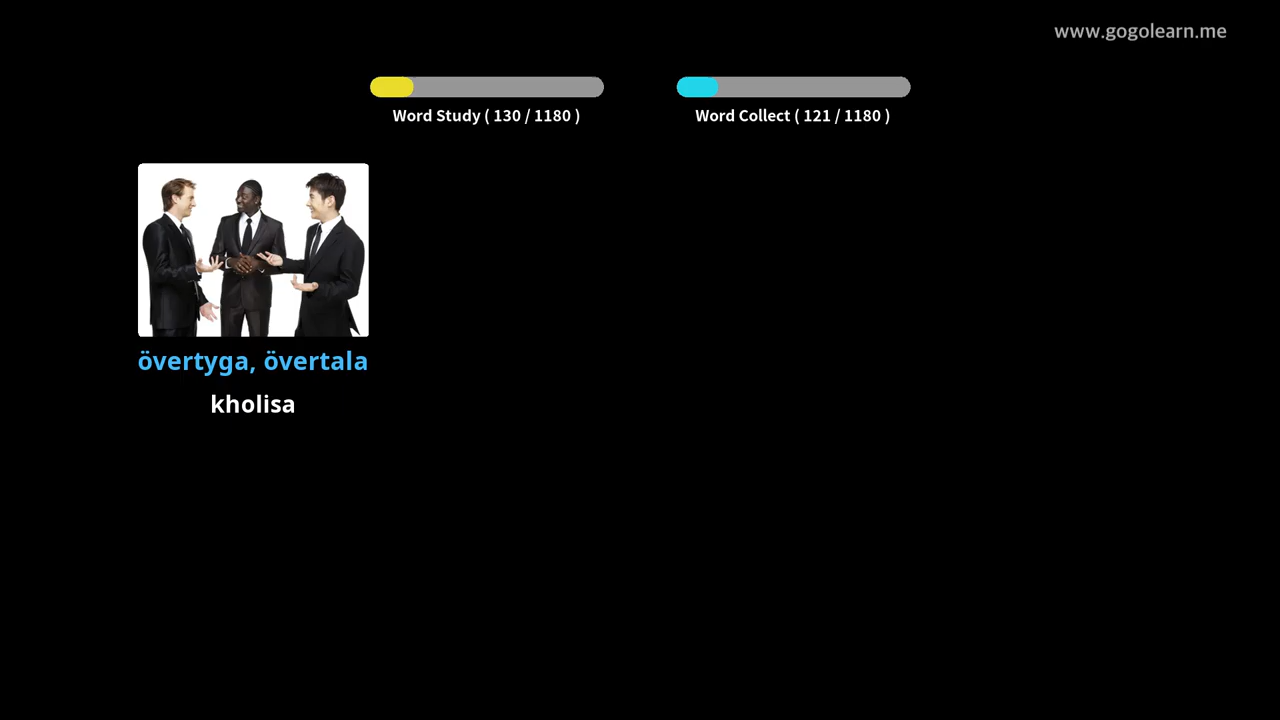 www.gogolearn.me
Word Study ( 130 / 1180 )
Word Collect ( 121 / 1180 )
övertyga, övertala
kholisa